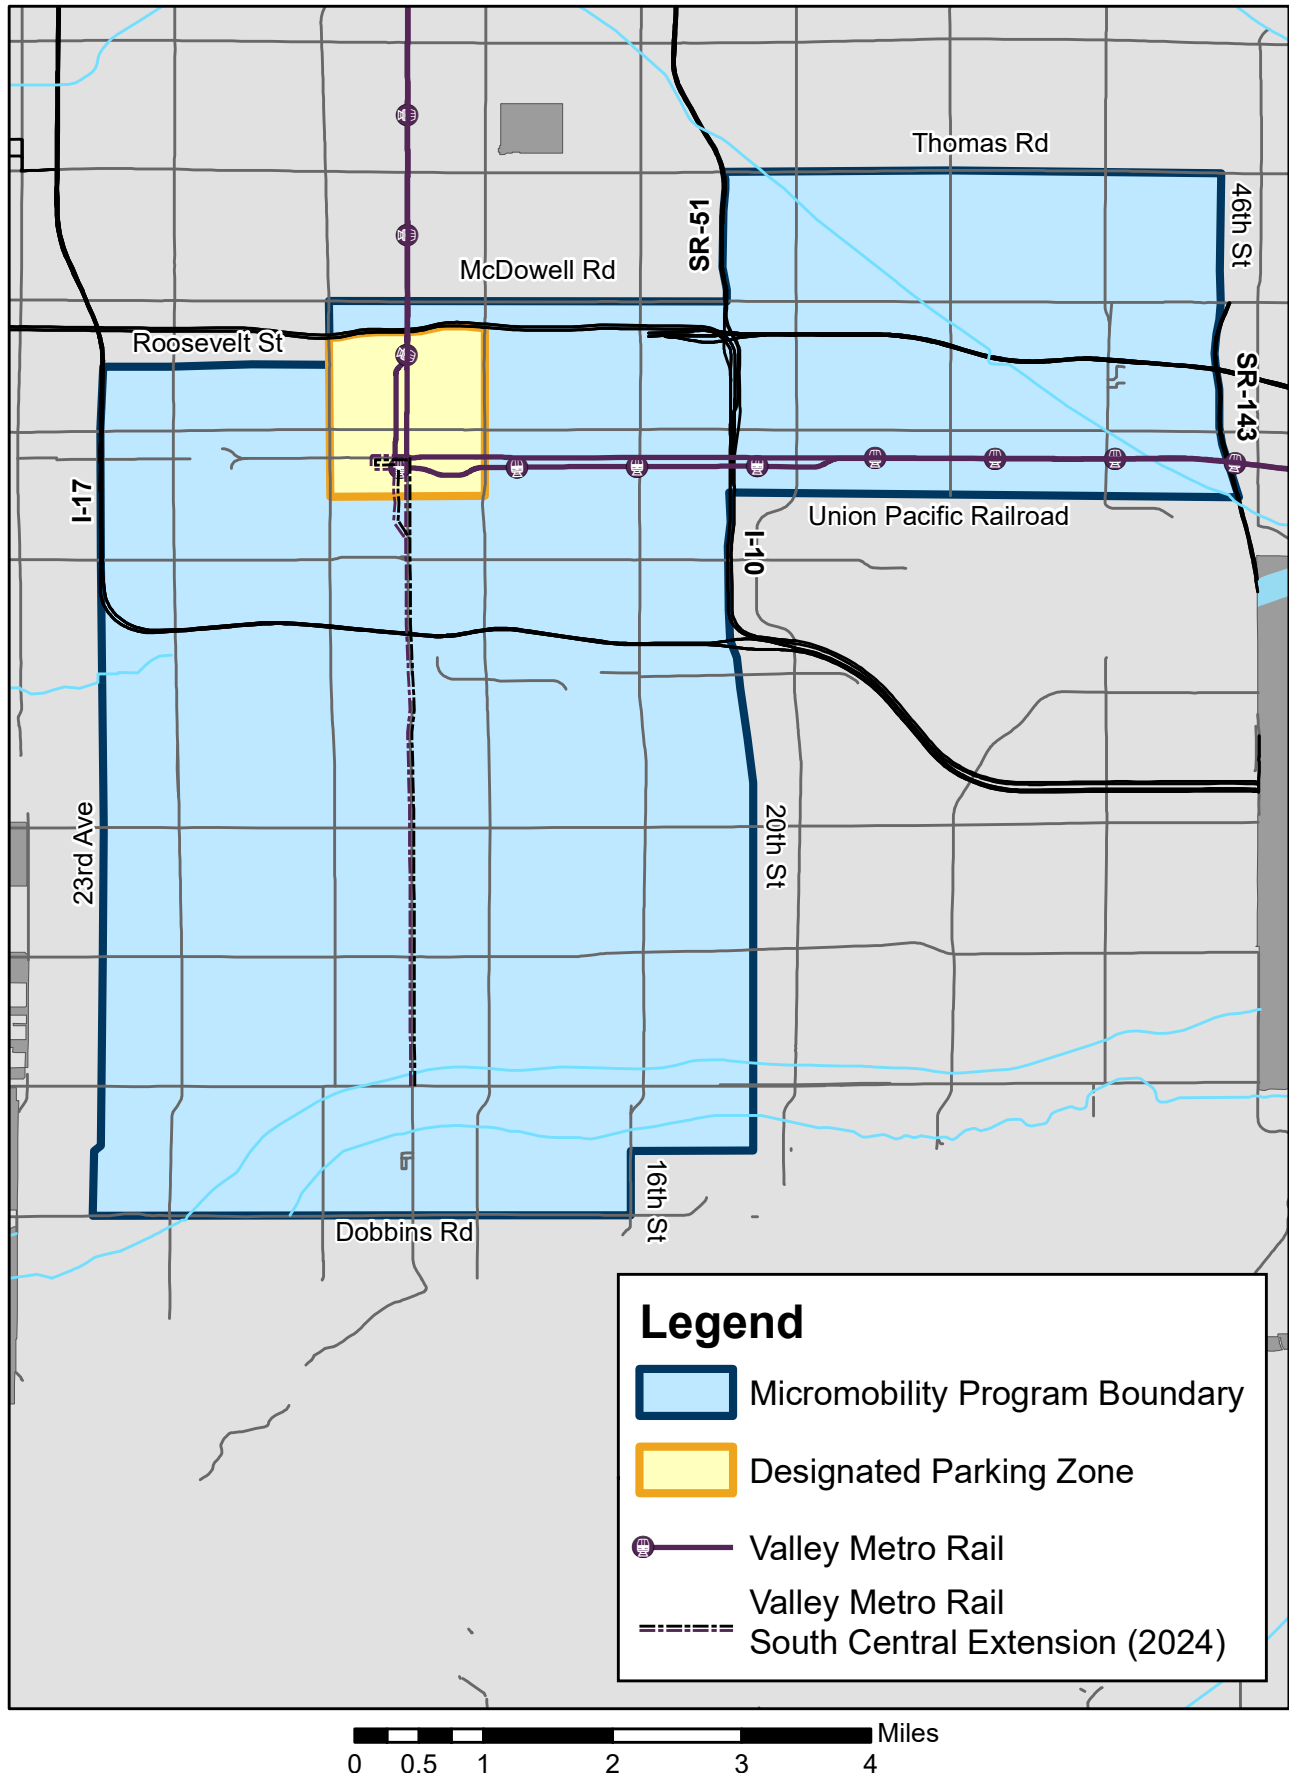 Thomas Rd
46th St
SR-51
McDowell Rd
Roosevelt St
SR-143
I-17
Union Pacific Railroad
I-10
23rd Ave
20th St
16th St
Dobbins Rd
Legend
Micromobility Program Boundary
Designated Parking Zone
Valley Metro Rail
Valley Metro Rail
South Central Extension (2024)
Miles
0 0.5 1 2 3 4